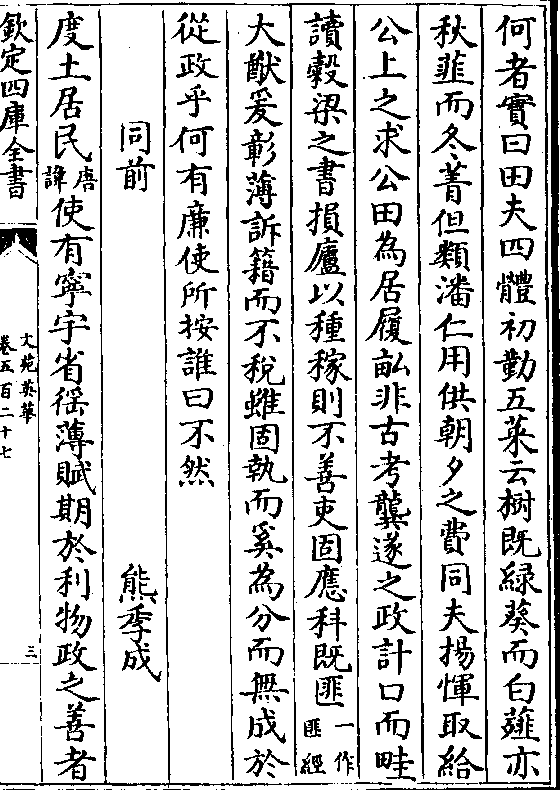 何者實曰田夫四體初勤五菜云樹既緑葵而白薤亦
秋韮而冬菁但類潘仁用供朝夕之費同夫揚惲取給
公上之求公田為居履畝非古考龔遂之政計口而畦
讀糓梁之書損廬以種稼則不善吏固應科既匪一作匪經
大猷爰彰薄訴籍而不稅雖固執而奚為分而無成於
從政乎何有廉使所按誰曰不然
同前 熊季成
度土居民唐諱使有寧宇省徭薄賦期於利物政之善者
欽定四庫全書
文苑英華
卷五百二十七
三